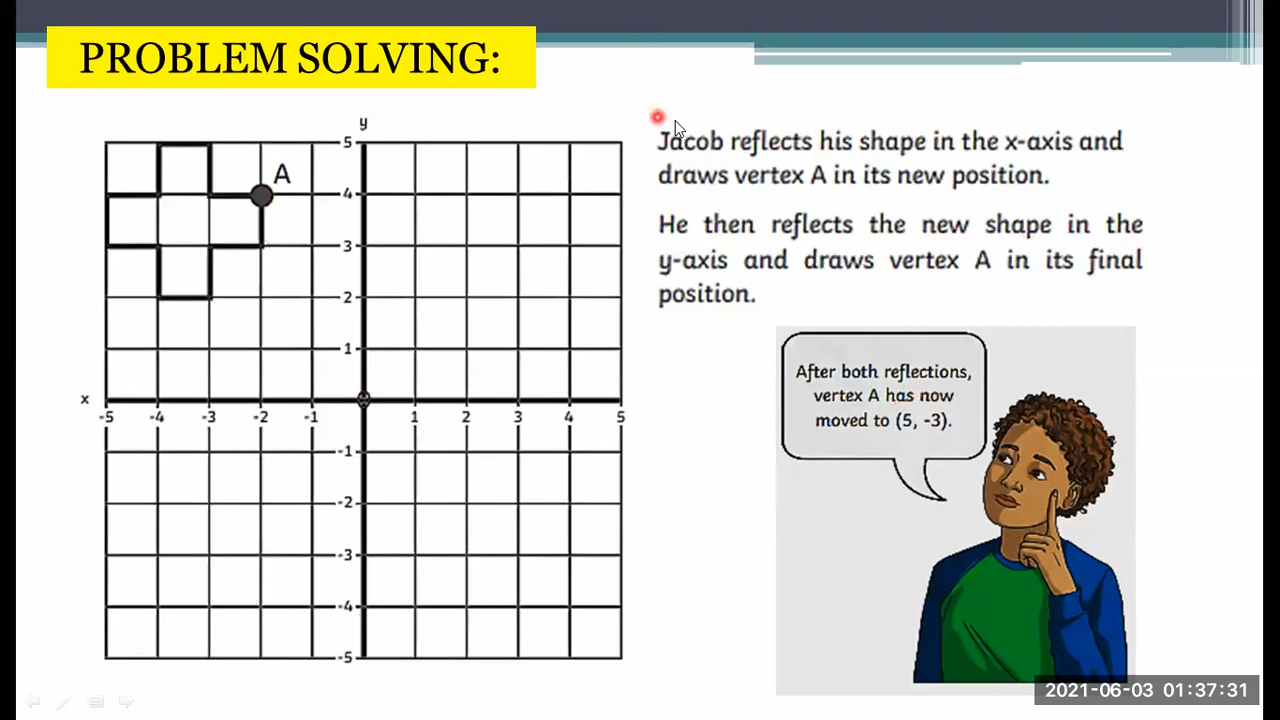 PROBLEM SOLVING:
y
5
A
4
3
2
1
x
-5 -4 -3 -2 -1 0 1 2 3 4 5
-1
-2
-3
-4
-5
Jacob reflects his shape in the x-axis and
draws vertex A in its new position.
He then reflects the new shape in the
y-axis and draws vertex A in its final
position.
After both reflections,
vertex A has now
moved to (5, -3).
2021-06-03 01:37:31